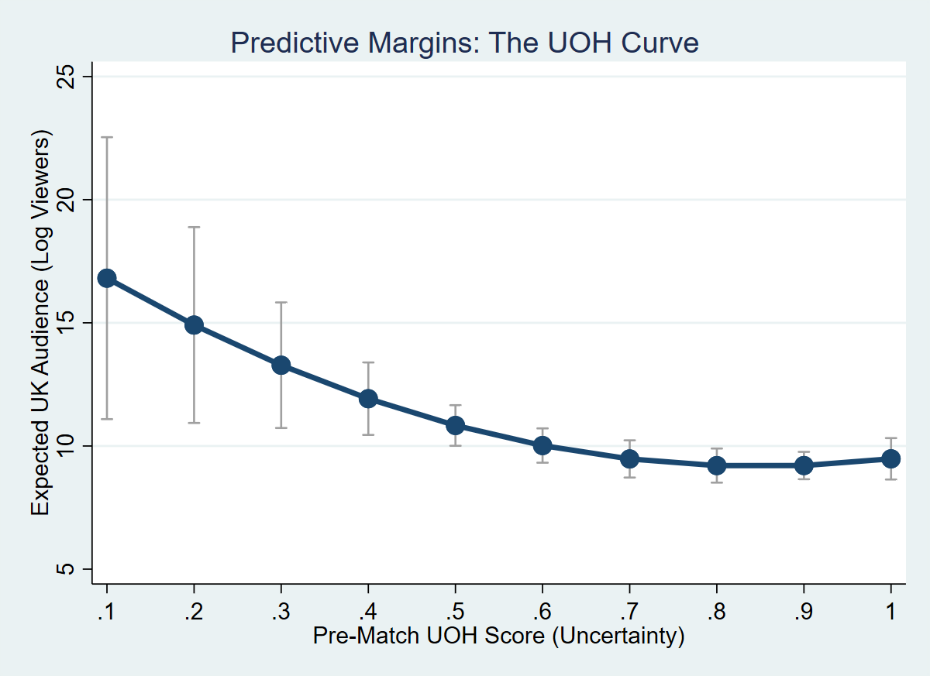 Predictive Margins: The UOH Curve
Expected UK Audience (Log Viewers)
25
20
15
10
5
.1 .2 .3 .4 .5 .6 .7 .8 .9 1
Pre-Match UOH Score (Uncertainty)